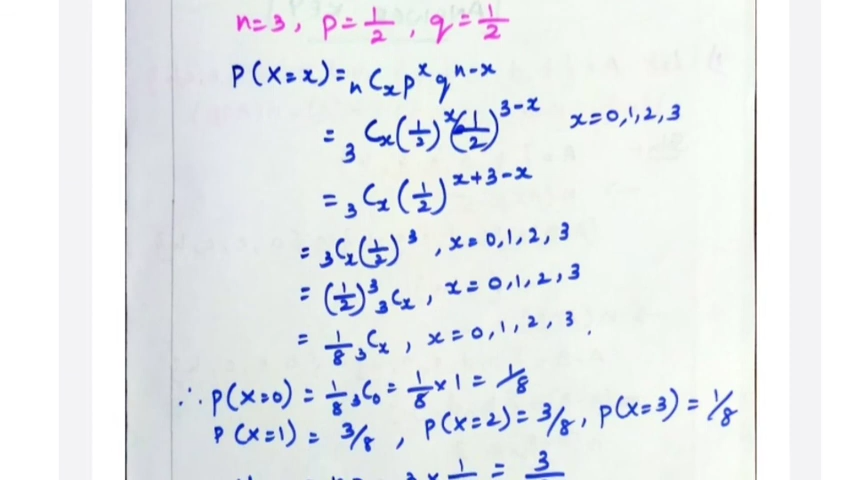 n=3, p=1/2, q=1/2
P(X=x)=nCx p^x q^(n-x)
= 3Cx(1/2)^x(1/2)^(3-x) x=0,1,2,3
= 3Cx(1/2)^(x+3-x)
= 3Cx(1/2)^3, x=0,1,2,3
= (1/2)^3 3Cx, x=0,1,2,3
= 1/8 3Cx, x=0,1,2,3.
∴ P(X=0) = 1/8 3C0 = 1/8 x 1 = 1/8
P(X=1) = 3/8, P(X=2) = 3/8, P(X=3) = 1/8